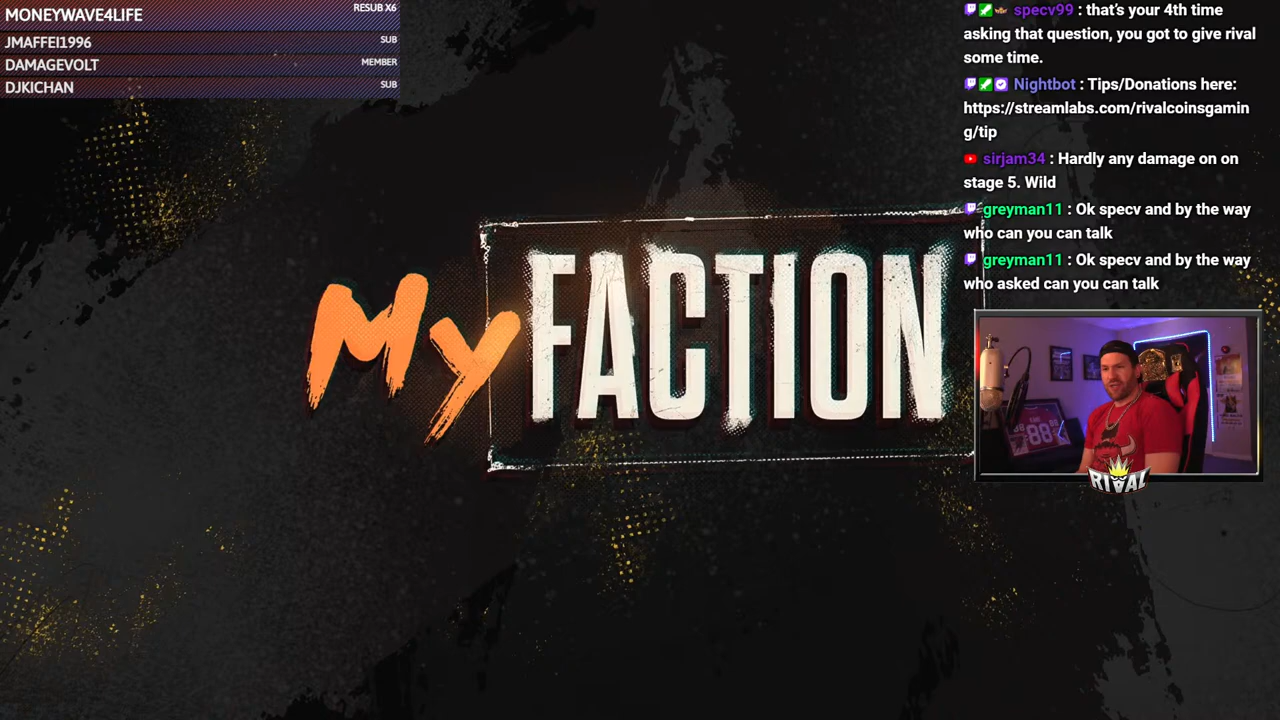 MONEYWAVE4LIFE RESUB X6
JMAFFEI1996 SUB
DAMAGEVOLT MEMBER
DJKICHAN SUB
specv99 : that's your 4th time
asking that question, you got to give rival
some time.
Nightbot : Tips/Donations here:
https://streamlabs.com/rivalcoinsgamin
g/tip
sirjam34 : Hardly any damage on on
stage 5. Wild
greyman11 : Ok specv and by the way
who can you can talk
greyman11 : Ok specv and by the way
who asked can you can talk
My FACTION
88
RIVAL